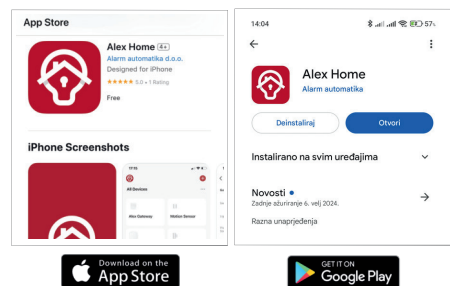 App Store
Alex Home 4+
Alarm automatika d.o.o.
Designed for iPhone
★★★★★ 5.0 • 1 Rating
Free
iPhone Screenshots
17:15
All Devices
Alex Gateway
Motion Sensor
Download on the
App Store
14:04
57%
Alex Home
Alarm automatika
Deinstaliraj
Otvori
Instalirano na svim uređajima
Novosti •
Zadnje ažuriranje 6. velj 2024.
Razna unaprjeđenja
GET IT ON
Google Play